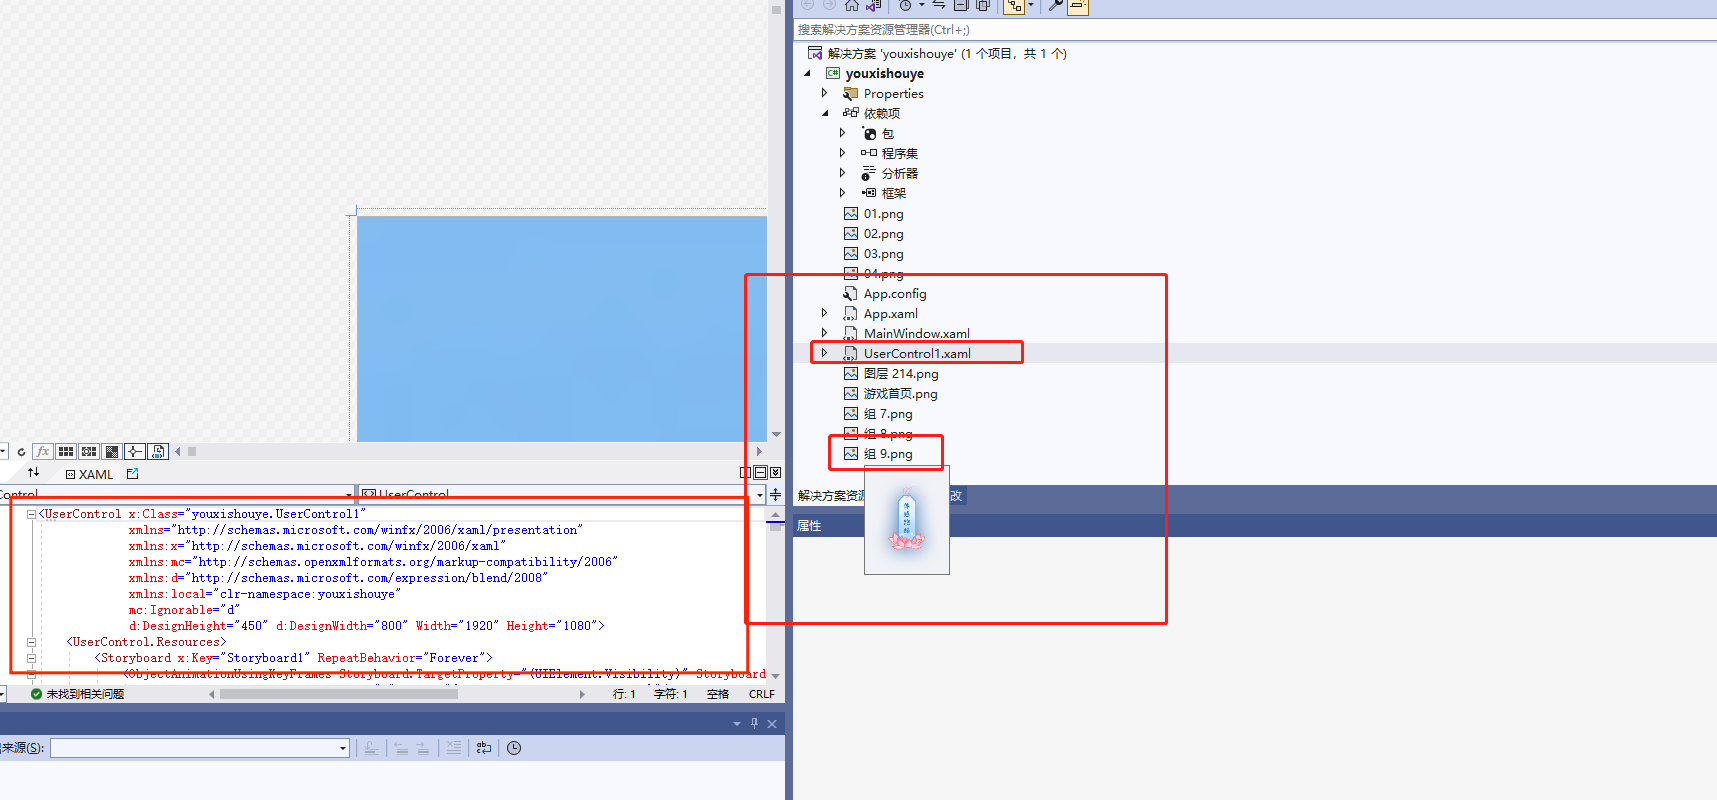 搜索解决方案资源管理器(Ctrl+;)
解决方案 'youxishouye' (1 个项目，共 1 个)
C# youxishouye
Properties
依赖项
包
程序集
分析器
框架
01.png
02.png
03.png
04.png
App.config
App.xaml
MainWindow.xaml
UserControl1.xaml
图层 214.png
游戏首页.png
组 7.png
组 8.png
组 9.png
解决方案资源
改
属性
fx
XAML
Control
UserControl
<UserControl x:Class="youxishouye.UserControl1"
xmlns="http://schemas.microsoft.com/winfx/2006/xaml/presentation"
xmlns:x="http://schemas.microsoft.com/winfx/2006/xaml"
xmlns:mc="http://schemas.openxmlformats.org/markup-compatibility/2006"
xmlns:d="http://schemas.microsoft.com/expression/blend/2008"
xmlns:local="clr-namespace:youxishouye"
mc:Ignorable="d"
d:DesignHeight="450" d:DesignWidth="800" Width="1920" Height="1080">
<UserControl.Resources>
<Storyboard x:Key="Storyboard1" RepeatBehavior="Forever">
<ObjectAnimationUsingKeyFrames Storyboard.TargetProperty="(UIElement.Visibility)" Storyboard
未找到相关问题
行: 1
字符: 1
空格
CRLF
来源(S):